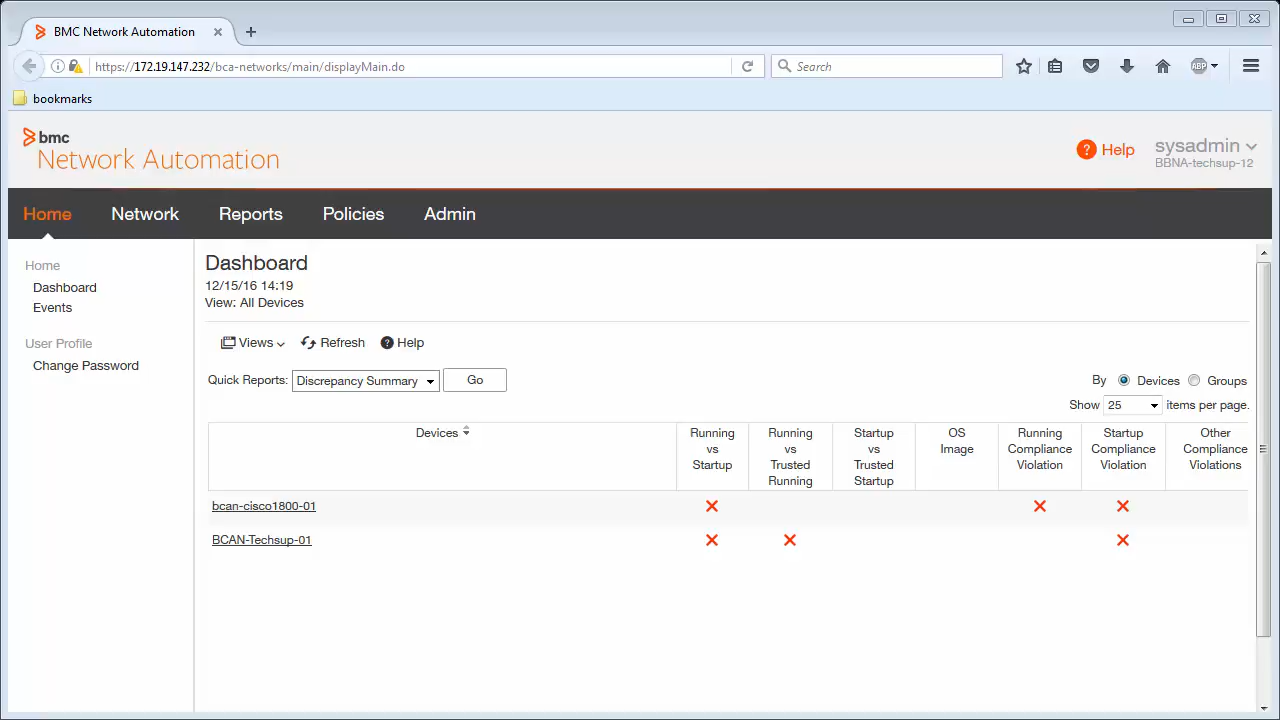 BMC Network Automation
https://172.19.147.232/bca-networks/main/displayMain.do
Search
ABP
bookmarks
bmc
Network Automation
? Help
sysadmin
BBNA-techsup-12
Home Network Reports Policies Admin
Home
Dashboard
Events
User Profile
Change Password
Dashboard
12/15/16 14:19
View: All Devices
Views Refresh ? Help
Quick Reports: Discrepancy Summary Go
By Devices Groups
Show 25 items per page.
Devices
Running
vs
Startup
Running
vs
Trusted
Running
Startup
vs
Trusted
Startup
OS
Image
Running
Compliance
Violation
Startup
Compliance
Violation
Other
Compliance
Violations
bcan-cisco1800-01
BCAN-Techsup-01